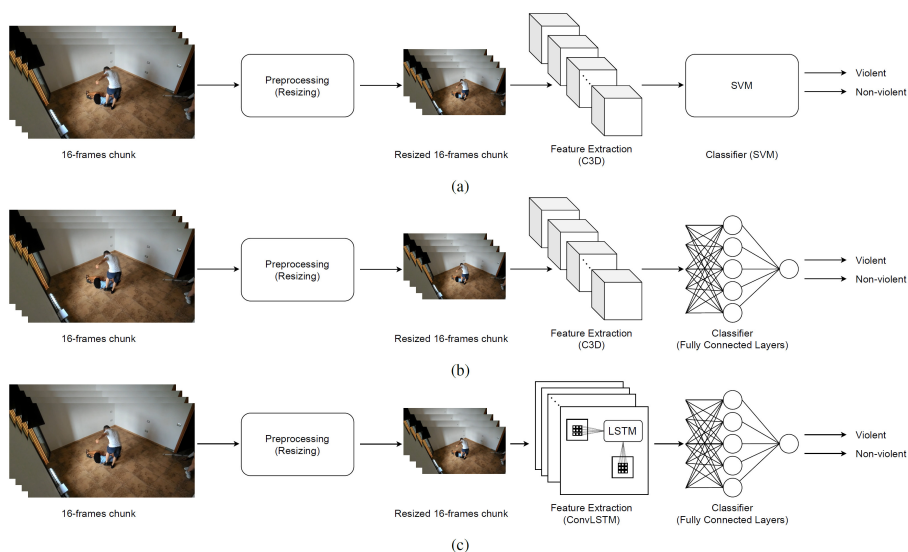 Preprocessing
(Resizing)
SVM
Violent
Non-violent
16-frames chunk
Resized 16-frames chunk
Feature Extraction
(C3D)
Classifier (SVM)
(a)
Preprocessing
(Resizing)
Violent
Non-violent
16-frames chunk
Resized 16-frames chunk
Feature Extraction
(C3D)
Classifier
(Fully Connected Layers)
(b)
Preprocessing
(Resizing)
LSTM
Violent
Non-violent
16-frames chunk
Resized 16-frames chunk
Feature Extraction
(ConvLSTM)
Classifier
(Fully Connected Layers)
(c)